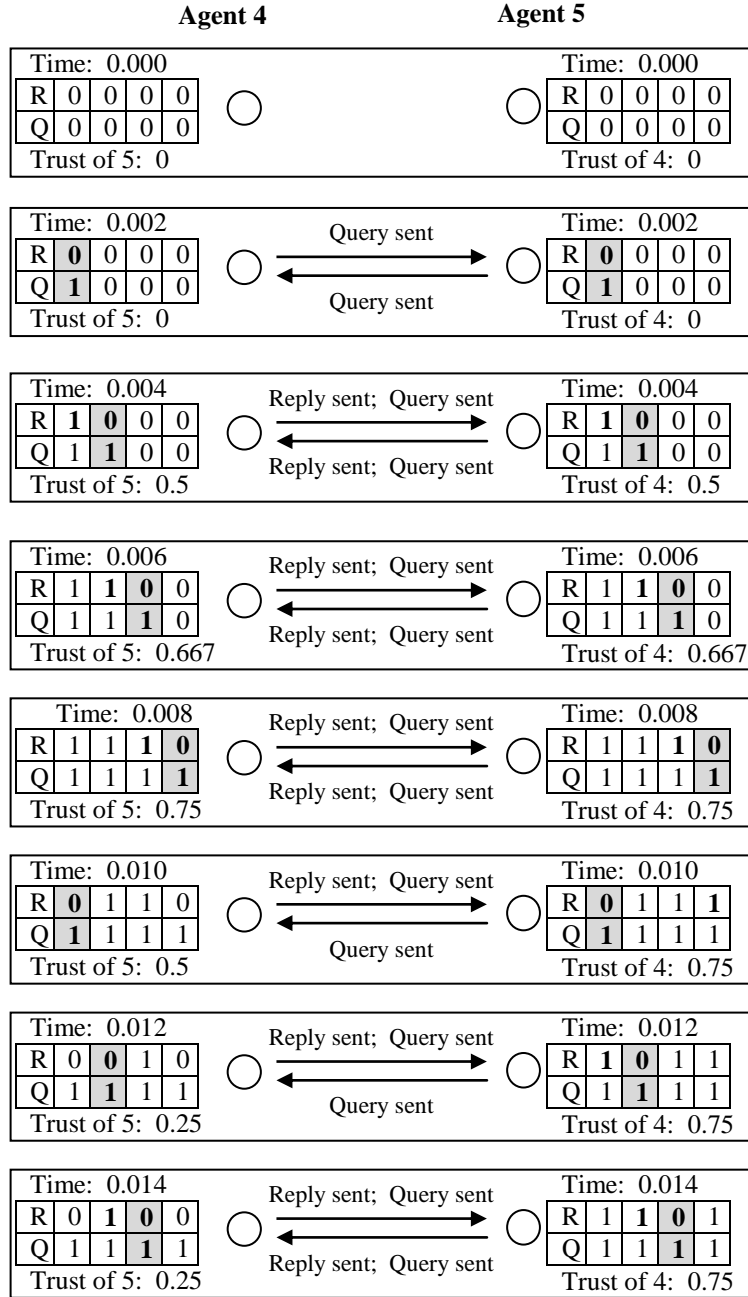 Agent 4 Agent 5
Time: 0.000 Time: 0.000
R 0 0 0 0 R 0 0 0 0
Q 0 0 0 0 Q 0 0 0 0
Trust of 5: 0 Trust of 4: 0
Time: 0.002 Query sent Time: 0.002
R 0 0 0 0 R 0 0 0 0
Q 1 0 0 0 Q 1 0 0 0
Trust of 5: 0 Query sent Trust of 4: 0
Time: 0.004 Reply sent; Query sent Time: 0.004
R 1 0 0 0 R 1 0 0 0
Q 1 1 0 0 Q 1 1 0 0
Trust of 5: 0.5 Reply sent; Query sent Trust of 4: 0.5
Time: 0.006 Reply sent; Query sent Time: 0.006
R 1 1 0 0 R 1 1 0 0
Q 1 1 1 0 Q 1 1 1 0
Trust of 5: 0.667 Reply sent; Query sent Trust of 4: 0.667
Time: 0.008 Reply sent; Query sent Time: 0.008
R 1 1 1 0 R 1 1 1 0
Q 1 1 1 1 Q 1 1 1 1
Trust of 5: 0.75 Reply sent; Query sent Trust of 4: 0.75
Time: 0.010 Reply sent; Query sent Time: 0.010
R 0 1 1 0 R 0 1 1 1
Q 1 1 1 1 Q 1 1 1 1
Trust of 5: 0.5 Query sent Trust of 4: 0.75
Time: 0.012 Reply sent; Query sent Time: 0.012
R 0 0 1 0 R 1 0 1 1
Q 1 1 1 1 Q 1 1 1 1
Trust of 5: 0.25 Query sent Trust of 4: 0.75
Time: 0.014 Reply sent; Query sent Time: 0.014
R 0 1 0 0 R 1 1 0 1
Q 1 1 1 1 Q 1 1 1 1
Trust of 5: 0.25 Reply sent; Query sent Trust of 4: 0.75